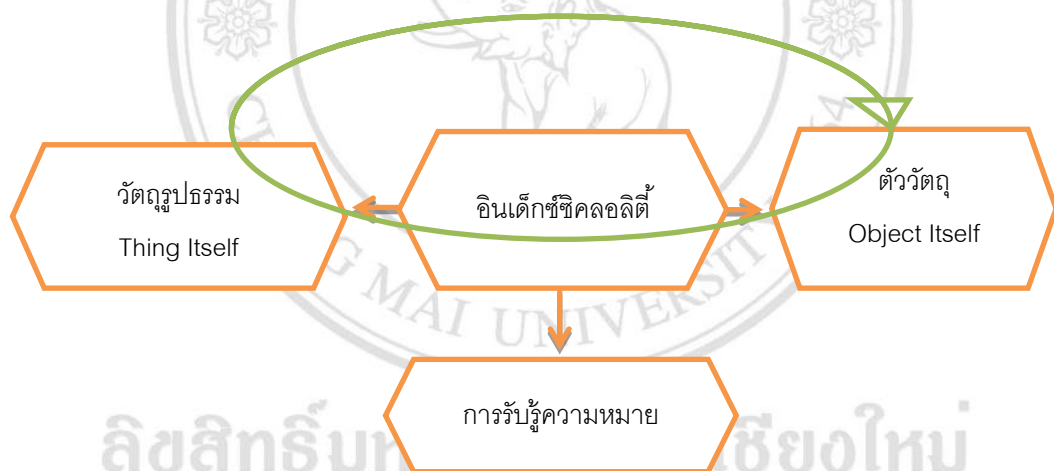 วัตถุรูปธรรม
Thing Itself
อินเด็กซ์ซิคลอลิตี้
ตัววัตถุ
Object Itself
G MAI UNIVERSIT
การรับรู้ความหมาย
ลิขสิทธิ์ม
ชียงใหม่